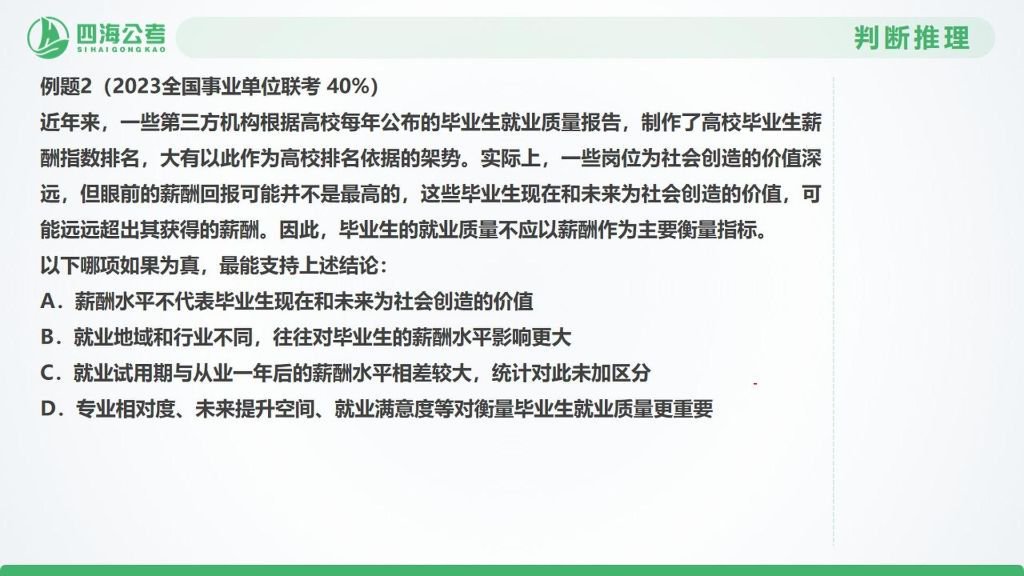 四海公考
SIHAIGONGKAO
判断推理
例题2（2023全国事业单位联考 40%）
近年来，一些第三方机构根据高校每年公布的毕业生就业质量报告，制作了高校毕业生薪
酬指数排名，大有以此作为高校排名依据的架势。实际上，一些岗位为社会创造的价值深
远，但眼前的薪酬回报可能并不是最高的，这些毕业生现在和未来为社会创造的价值，可
能远远超出其获得的薪酬。因此，毕业生的就业质量不应以薪酬作为主要衡量指标。
以下哪项如果为真，最能支持上述结论：
A．薪酬水平不代表毕业生现在和未来为社会创造的价值
B．就业地域和行业不同，往往对毕业生的薪酬水平影响更大
C．就业试用期与从业一年后的薪酬水平相差较大，统计对此未加区分
D．专业相对度、未来提升空间、就业满意度等对衡量毕业生就业质量更重要